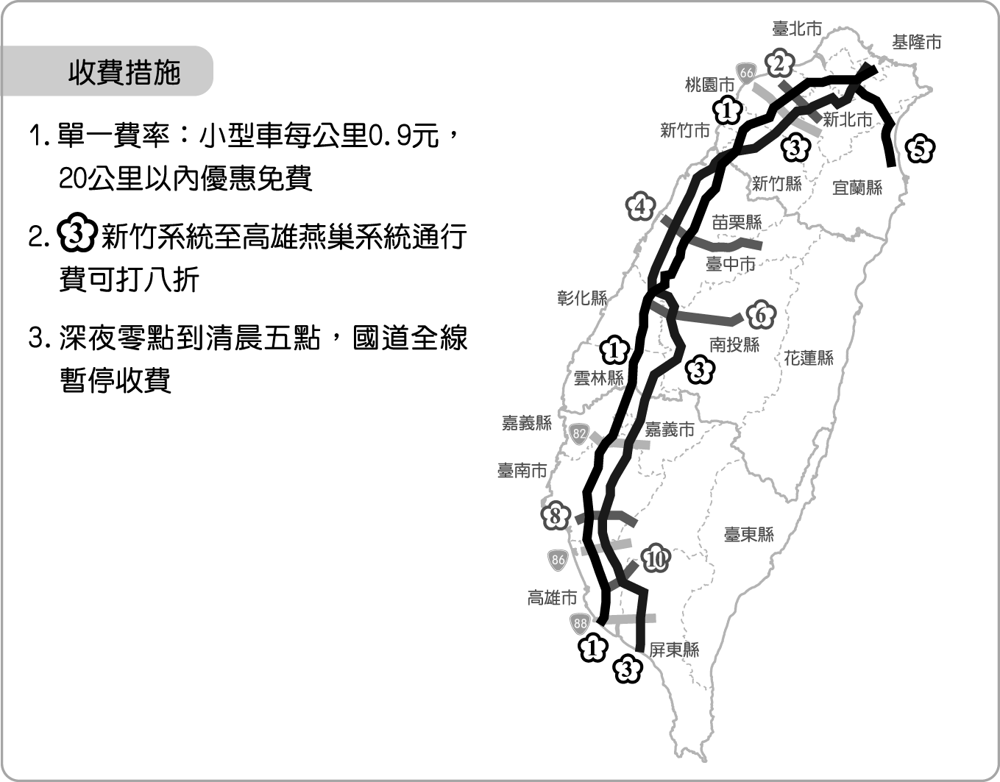 收費措施
1.單一費率：小型車每公里0.9元，
20公里以內優惠免費
2.3新竹系統至高雄燕巢系統通行
費可打八折
3.深夜零點到清晨五點，國道全線
暫停收費
臺北市
基隆市
66
2
桃園市
1
新北市
新竹市
3
5
新竹縣
宜蘭縣
4
苗栗縣
臺中市
彰化縣
6
南投縣
1
花蓮縣
3
雲林縣
嘉義縣
82
嘉義市
臺南市
8
臺東縣
86
10
高雄市
88
1
屏東縣
3